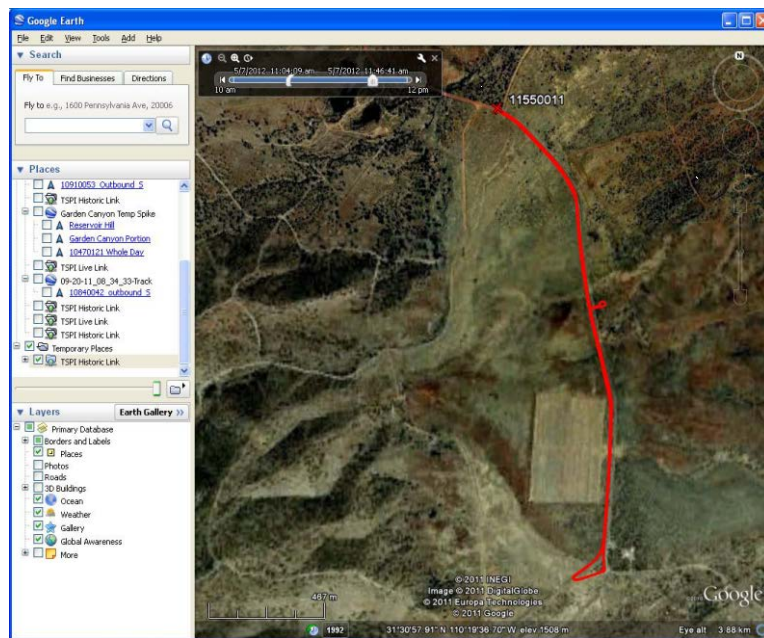 Google Earth
File Edit View Tools Add Help
Search
Fly To Find Businesses Directions
Fly to e.g., 1600 Pennsylvania Ave, 20006
Places
10910053_Outbound_S
TSPI Historic Link
Garden Canyon Temp Spike
Reservoir Hill
Garden Canyon Portion
10470121 Whole Day
TSPI Live Link
09-20-11_08_34_33-Track
10840042_outbound_S
TSPI Historic Link
TSPI Live Link
TSPI Historic Link
Temporary Places
TSPI Historic Link
Layers Earth Gallery >>
Primary Database
Borders and Labels
Places
Photos
Roads
3D Buildings
Ocean
Weather
Gallery
Global Awareness
More
5/7/2012 11:04:09 am 5/7/2012 11:46:41 am
10 am 12 pm
N
11550011
467 m
© 2011 INEGI
Image © 2011 DigitalGlobe
© 2011 Europa Technologies
© 2011 Google
Google
1992 31°30'57.91" N 110°19'36.70" W elev 1508 m Eye alt 3.88 km